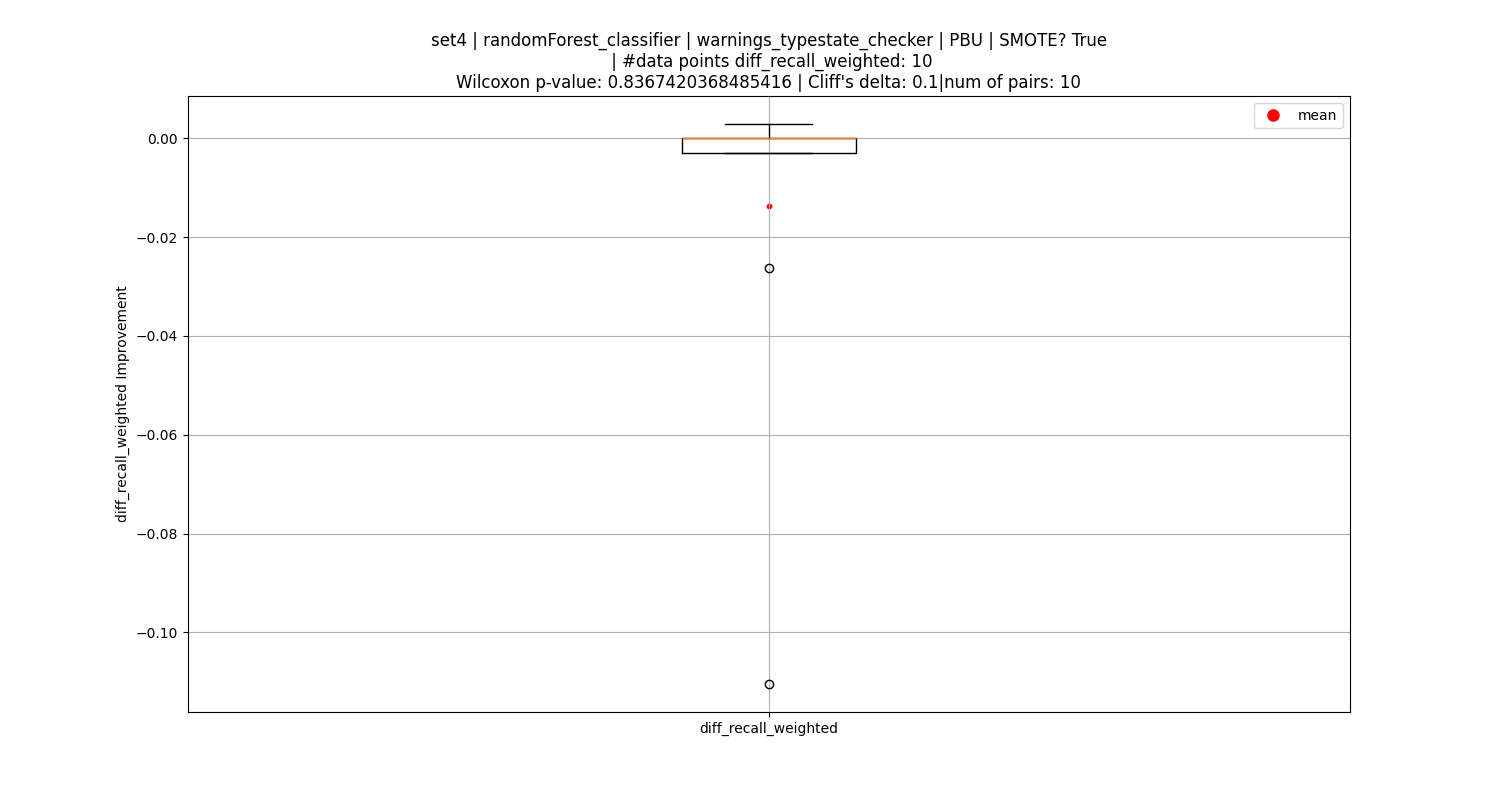 set4 | randomForest_classifier | warnings_typestate_checker | PBU | SMOTE? True
| #data points diff_recall_weighted: 10
Wilcoxon p-value: 0.8367420368485416 | Cliff's delta: 0.1|num of pairs: 10
mean
0.00
−0.02
−0.04
−0.06
−0.08
−0.10
diff_recall_weighted Improvement
diff_recall_weighted